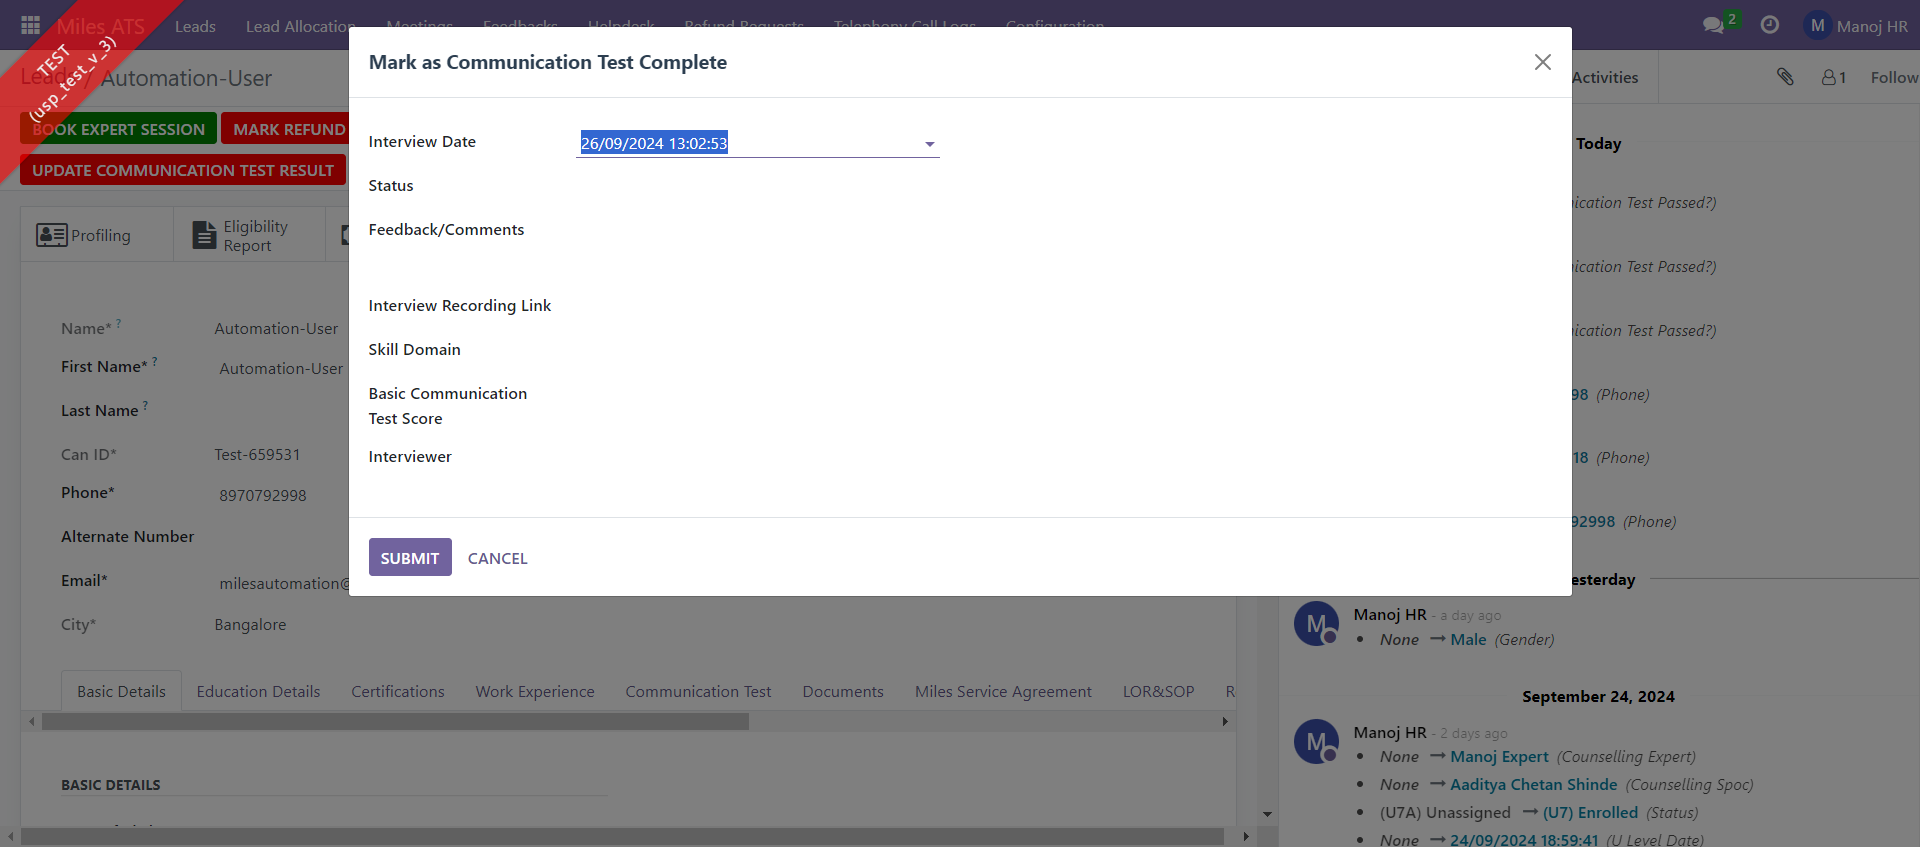 Miles ATS
Leads
Lead Allocation
Meetings
Feedbacks
Helpdesk
Refund Requests
Telephony Call Logs
Configuration
2
M
Manoj HR
TEST
(usp_test_v_3)
Leads / Automation-User
Activities
1
Follow
BOOK EXPERT SESSION
MARK REFUND
UPDATE COMMUNICATION TEST RESULT
Profiling
Eligibility
Report
Name* ?
Automation-User
First Name* ?
Automation-User
Last Name ?
Can ID*
Test-659531
Phone*
8970792998
Alternate Number
Email*
milesautomation@
City*
Bangalore
Mark as Communication Test Complete
Interview Date
26/09/2024 13:02:53
Status
Feedback/Comments
Interview Recording Link
Skill Domain
Basic Communication
Test Score
Interviewer
SUBMIT
CANCEL
Basic Details
Education Details
Certifications
Work Experience
Communication Test
Documents
Miles Service Agreement
LOR&SOP
R
BASIC DETAILS
Today
ication Test Passed?)
ication Test Passed?)
ication Test Passed?)
98 (Phone)
18 (Phone)
92998 (Phone)
esterday
M
Manoj HR - a day ago
• None → Male (Gender)
September 24, 2024
M
Manoj HR - 2 days ago
• None → Manoj Expert (Counselling Expert)
• None → Aaditya Chetan Shinde (Counselling Spoc)
• (U7A) Unassigned → (U7) Enrolled (Status)
• None → 24/09/2024 18:59:41 (U Level Date)